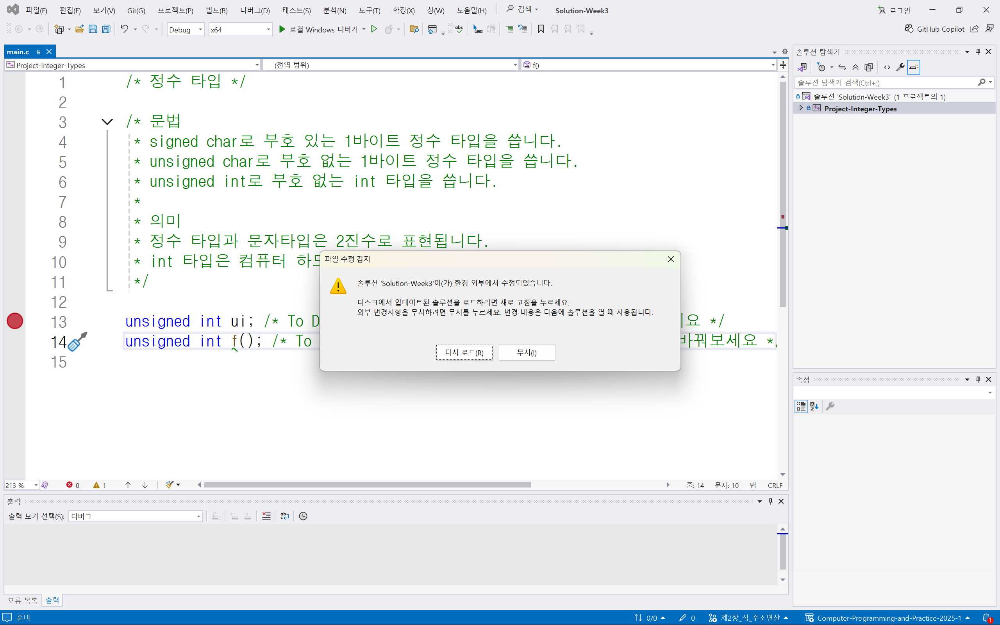 파일(F) 편집(E) 보기(V) Git(G) 프로젝트(P) 빌드(B) 디버그(D) 테스트(S) 분석(N) 도구(T) 확장(X) 창(W) 도움말(H) 검색 Solution-Week3 로그인
Debug x64 로컬 Windows 디버거 GitHub Copilot
main.c
Project-Integer-Types (전역 범위) f()
1 /* 정수 타입 */
2
3 /* 문법
4 * signed char로 부호 있는 1바이트 정수 타입을 씁니다.
5 * unsigned char로 부호 없는 1바이트 정수 타입을 씁니다.
6 * unsigned int로 부호 없는 int 타입을 씁니다.
7 *
8 * 의미
9 * 정수 타입과 문자타입은 2진수로 표현됩니다.
10 * int 타입은 컴퓨터
11 */
12
13 unsigned int ui; /* To 요 */
14 unsigned int f(); /* To 바꿔보세요 */
15
파일 수정 감지
솔루션 'Solution-Week3'이(가) 환경 외부에서 수정되었습니다.
디스크에서 업데이트된 솔루션을 로드하려면 새로 고침을 누르세요.
외부 변경사항을 무시하려면 무시를 누르세요. 변경 내용은 다음에 솔루션을 열 때 사용됩니다.
다시 로드(R) 무시(I)
213 % 0 1 줄: 14 문자: 10 탭 CRLF
출력
출력 보기 선택(S): 디버그
오류 목록 출력
솔루션 탐색기
솔루션 탐색기 검색(Ctrl+;)
솔루션 'Solution-Week3' (1 프로젝트의 1)
Project-Integer-Types
속성
준비 0/0 0 제2장_식_주소연산 Computer-Programming-and-Practice-2025-1 1